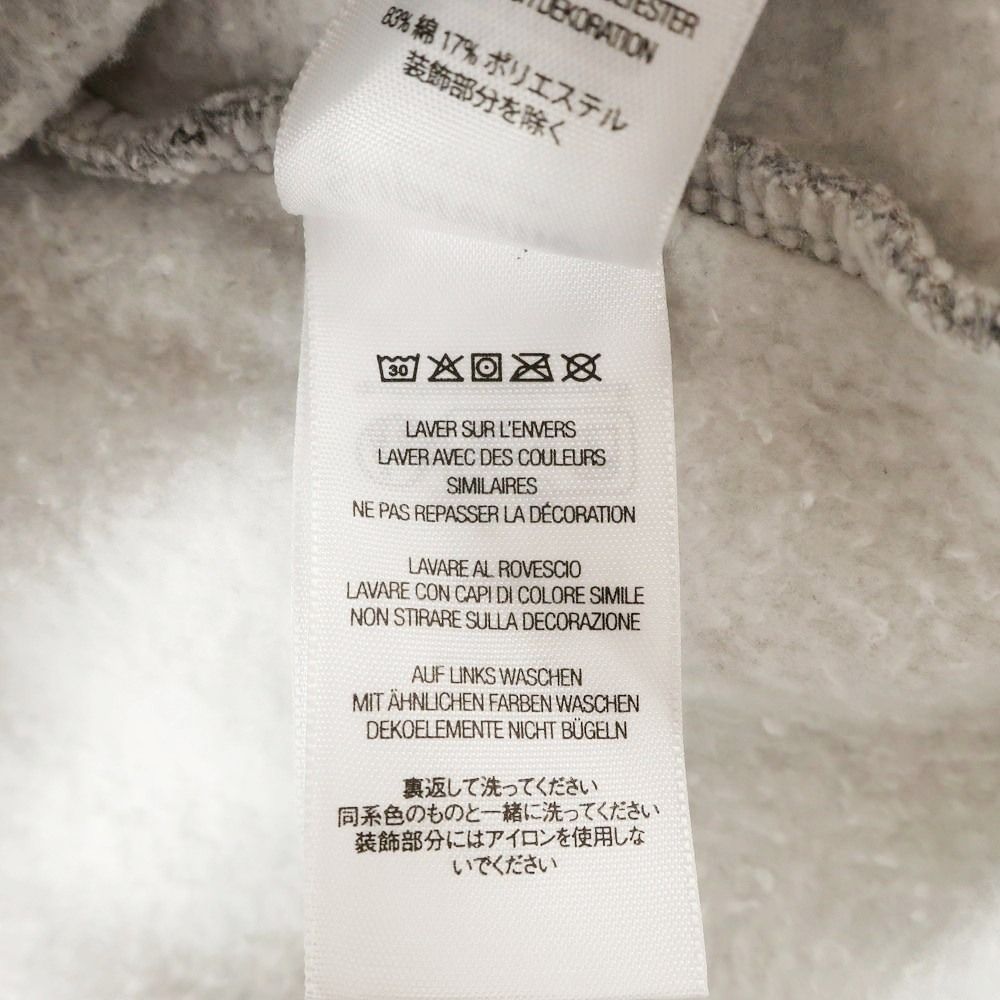 DEKORATION
83% 綿 17% ポリエステル
装飾部分を除く
30
LAVER SUR L'ENVERS
LAVER AVEC DES COULEURS
SIMILAIRES
NE PAS REPASSER LA DÉCORATION
LAVARE AL ROVESCIO
LAVARE CON CAPI DI COLORE SIMILE
NON STIRARE SULLA DECORAZIONE
AUF LINKS WASCHEN
MIT ÄHNLICHEN FARBEN WASCHEN
DEKOELEMENTE NICHT BÜGELN
裏返して洗ってください
同系色のものと一緒に洗ってください
装飾部分にはアイロンを使用しな
いでください